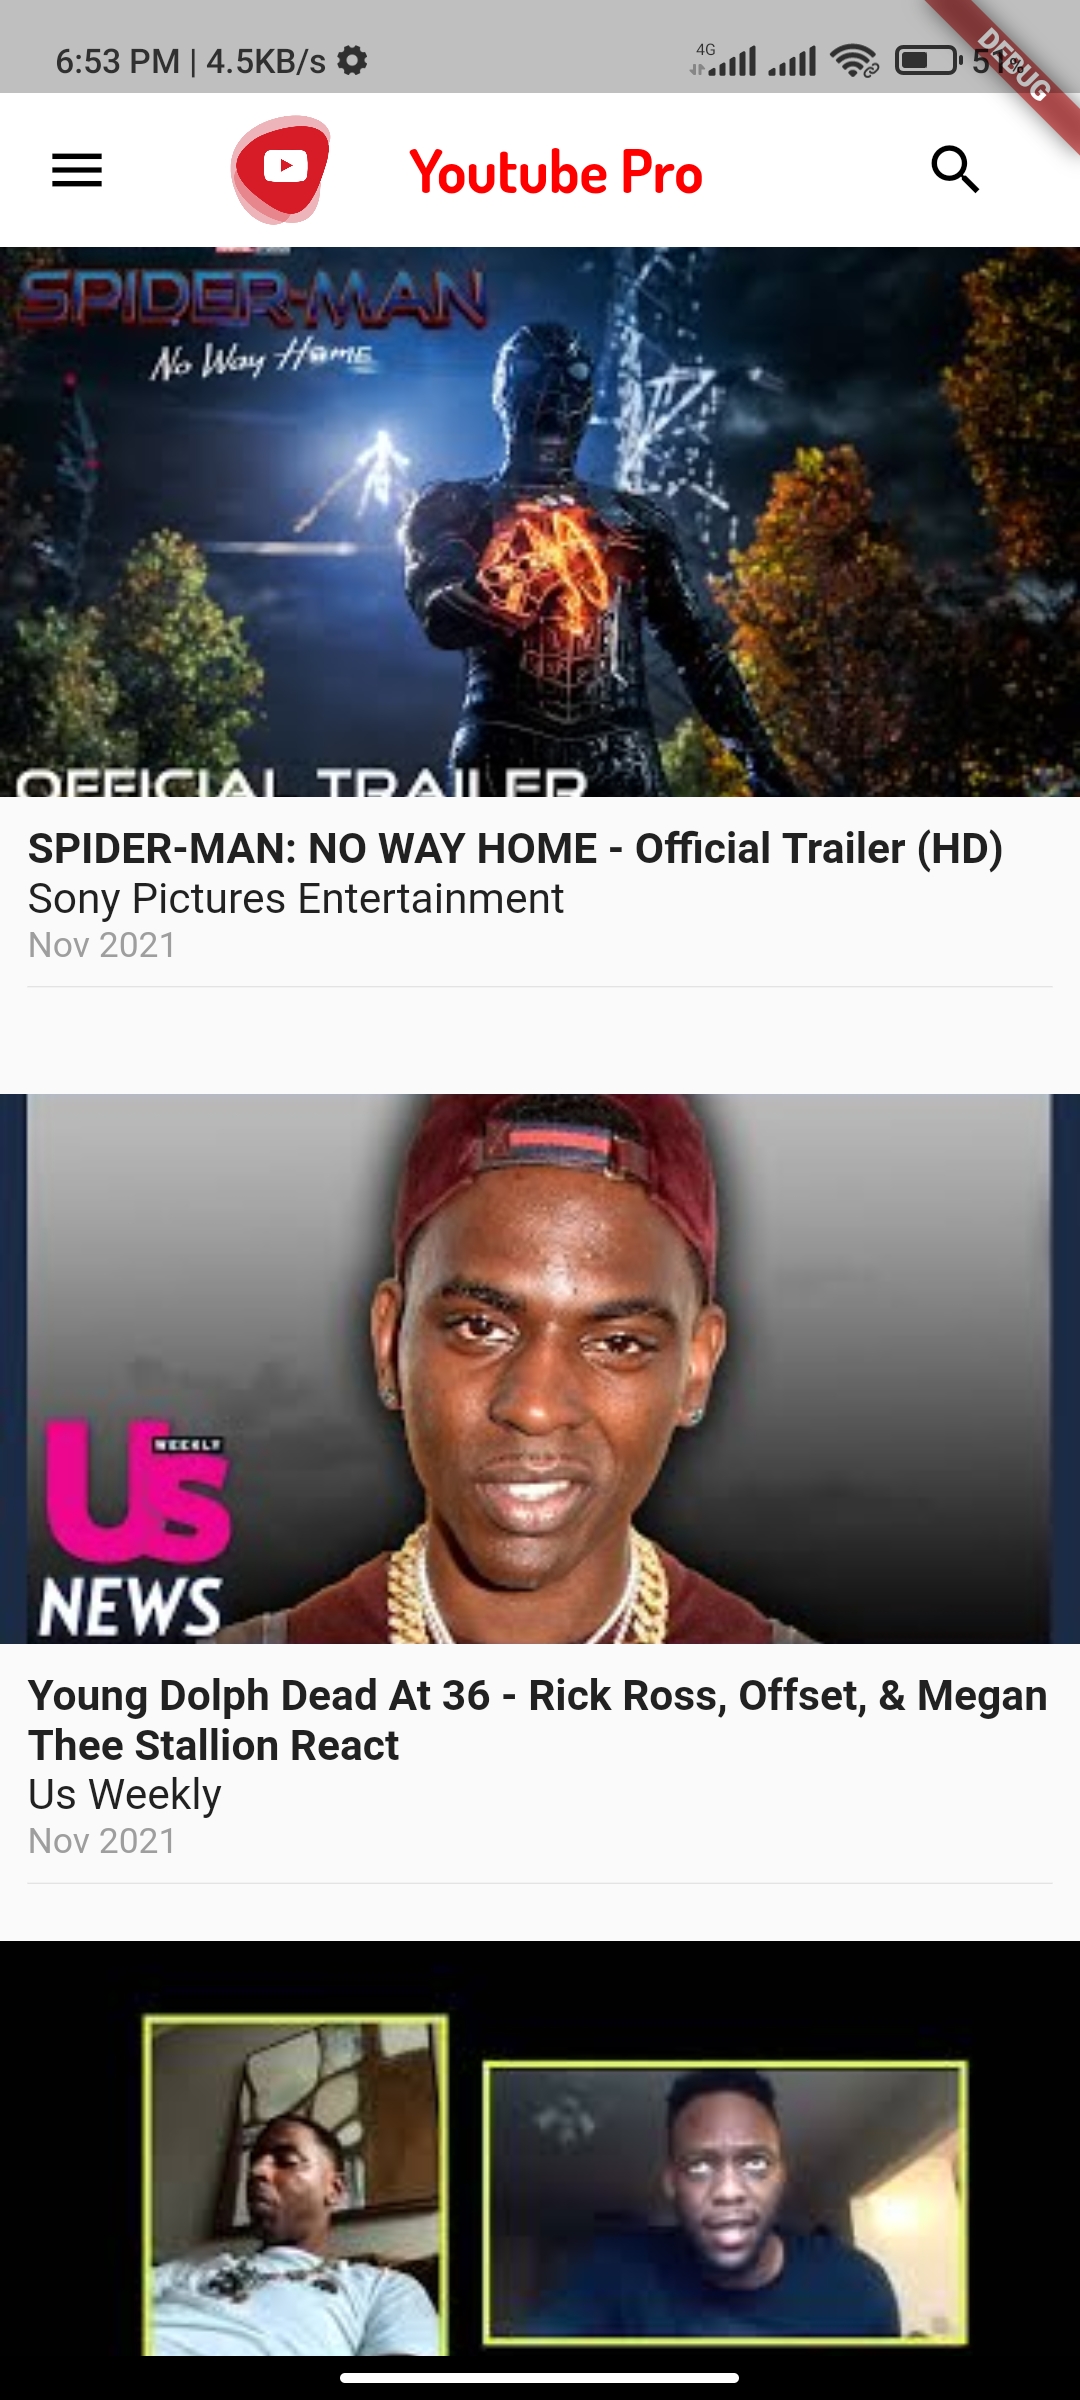 6:53 PM | 4.5KB/s
4G
DEBUG
Youtube Pro
SPIDER-MAN
No Way Home
OFFICIAL TRAILER
SPIDER-MAN: NO WAY HOME - Official Trailer (HD)
Sony Pictures Entertainment
Nov 2021
Us
WEEKLY
NEWS
Young Dolph Dead At 36 - Rick Ross, Offset, & Megan
Thee Stallion React
Us Weekly
Nov 2021